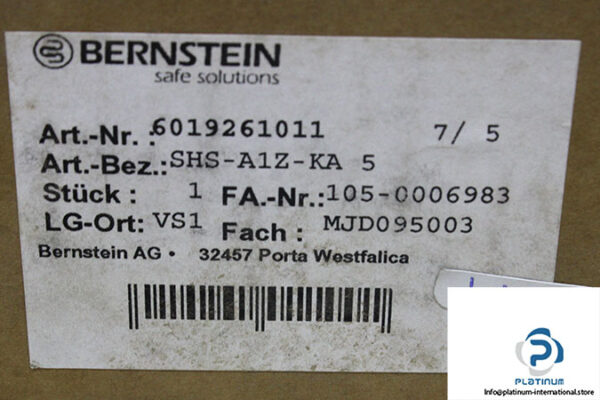 BERNSTEIN
safe solutions
Art.-Nr. : 6019261011 7/ 5
Art.-Bez.: SHS-A1Z-KA 5
Stück : 1 FA.-Nr.: 105-0006983
LG-Ort: VS1 Fach : MJD095003
Bernstein AG • 32457 Porta Westfalica
PLATINUM
Info@platinum-international.store